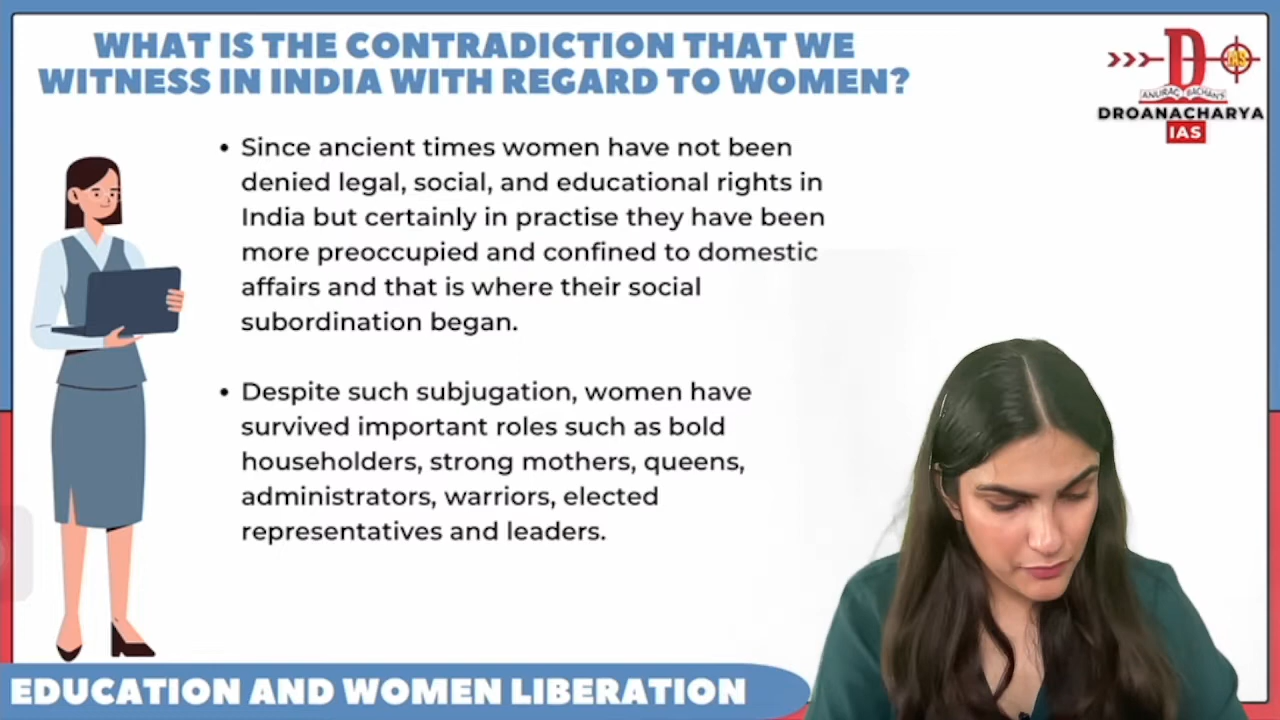 WHAT IS THE CONTRADICTION THAT WE
WITNESS IN INDIA WITH REGARD TO WOMEN?
D
IAS
ANURAG BACHAN'S
DROANACHARYA
IAS
• Since ancient times women have not been
denied legal, social, and educational rights in
India but certainly in practise they have been
more preoccupied and confined to domestic
affairs and that is where their social
subordination began.
• Despite such subjugation, women have
survived important roles such as bold
householders, strong mothers, queens,
administrators, warriors, elected
representatives and leaders.
EDUCATION AND WOMEN LIBERATION